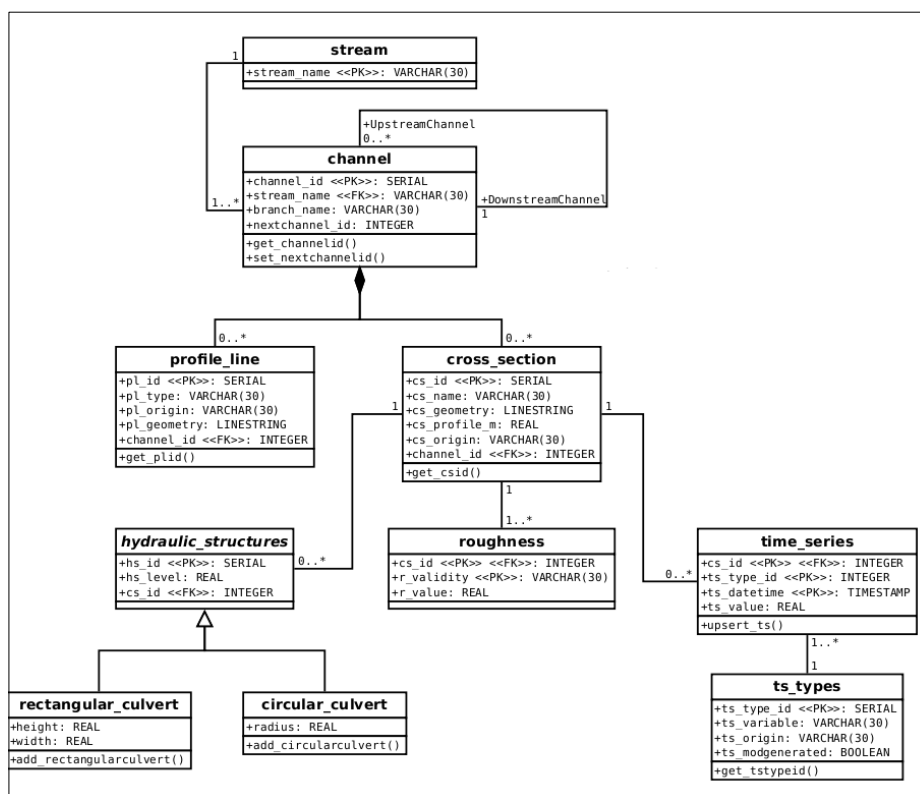 stream
+stream_name <<PK>>: VARCHAR(30)
1
1..*
+UpstreamChannel
0..*
channel
+channel_id <<PK>>: SERIAL
+stream_name <<FK>>: VARCHAR(30)
+branch_name: VARCHAR(30)
+nextchannel_id: INTEGER
+get_channelid()
+set_nextchannelid()
+DownstreamChannel
1
0..*
0..*
profile_line
+pl_id <<PK>>: SERIAL
+pl_type: VARCHAR(30)
+pl_origin: VARCHAR(30)
+pl_geometry: LINESTRING
+channel_id <<FK>>: INTEGER
+get_plid()
cross_section
+cs_id <<PK>>: SERIAL
+cs_name: VARCHAR(30)
+cs_geometry: LINESTRING
+cs_profile_m: REAL
+cs_origin: VARCHAR(30)
+channel_id <<FK>>: INTEGER
+get_csid()
1
1
1
1..*
0..*
0..*
hydraulic_structures
+hs_id <<PK>>: SERIAL
+hs_level: REAL
+cs_id <<FK>>: INTEGER
roughness
+cs_id <<PK>> <<FK>>: INTEGER
+r_validity <<PK>>: VARCHAR(30)
+r_value: REAL
time_series
+cs_id <<PK>> <<FK>>: INTEGER
+ts_type_id <<PK>>: INTEGER
+ts_datetime <<PK>>: TIMESTAMP
+ts_value: REAL
+upsert_ts()
1..*
1
rectangular_culvert
+height: REAL
+width: REAL
+add_rectangularculvert()
circular_culvert
+radius: REAL
+add_circularculvert()
ts_types
+ts_type_id <<PK>>: SERIAL
+ts_variable: VARCHAR(30)
+ts_origin: VARCHAR(30)
+ts_modgenerated: BOOLEAN
+get_tstypeid()